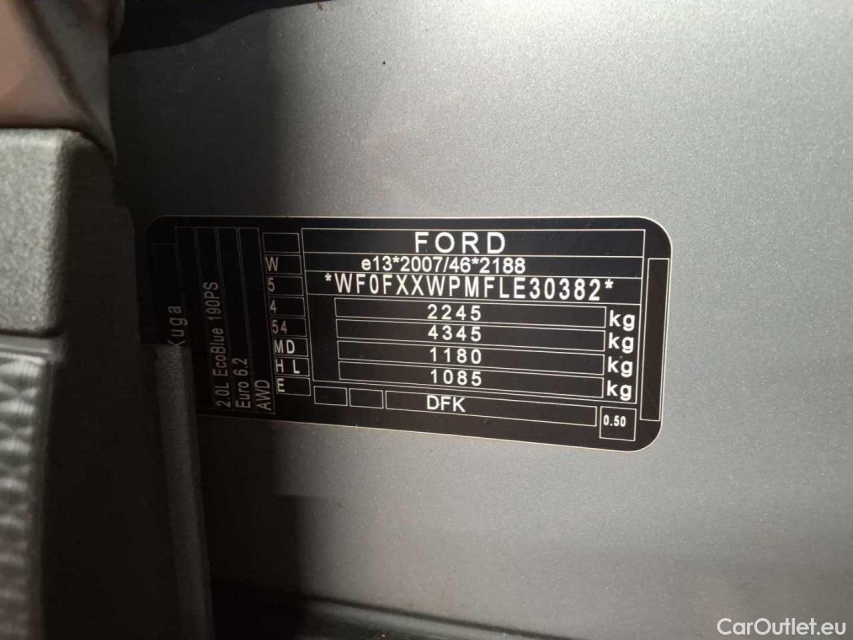 FORD
e13*2007/46*2188
*WF0FXXWPMFLE30382*
2245 kg
4345 kg
1180 kg
1085 kg
DFK
0.50
W
5
4
54
MD
H L
E
Kuga
2.0L EcoBlue 190PS
Euro 6.2
AWD
CarOutlet.eu